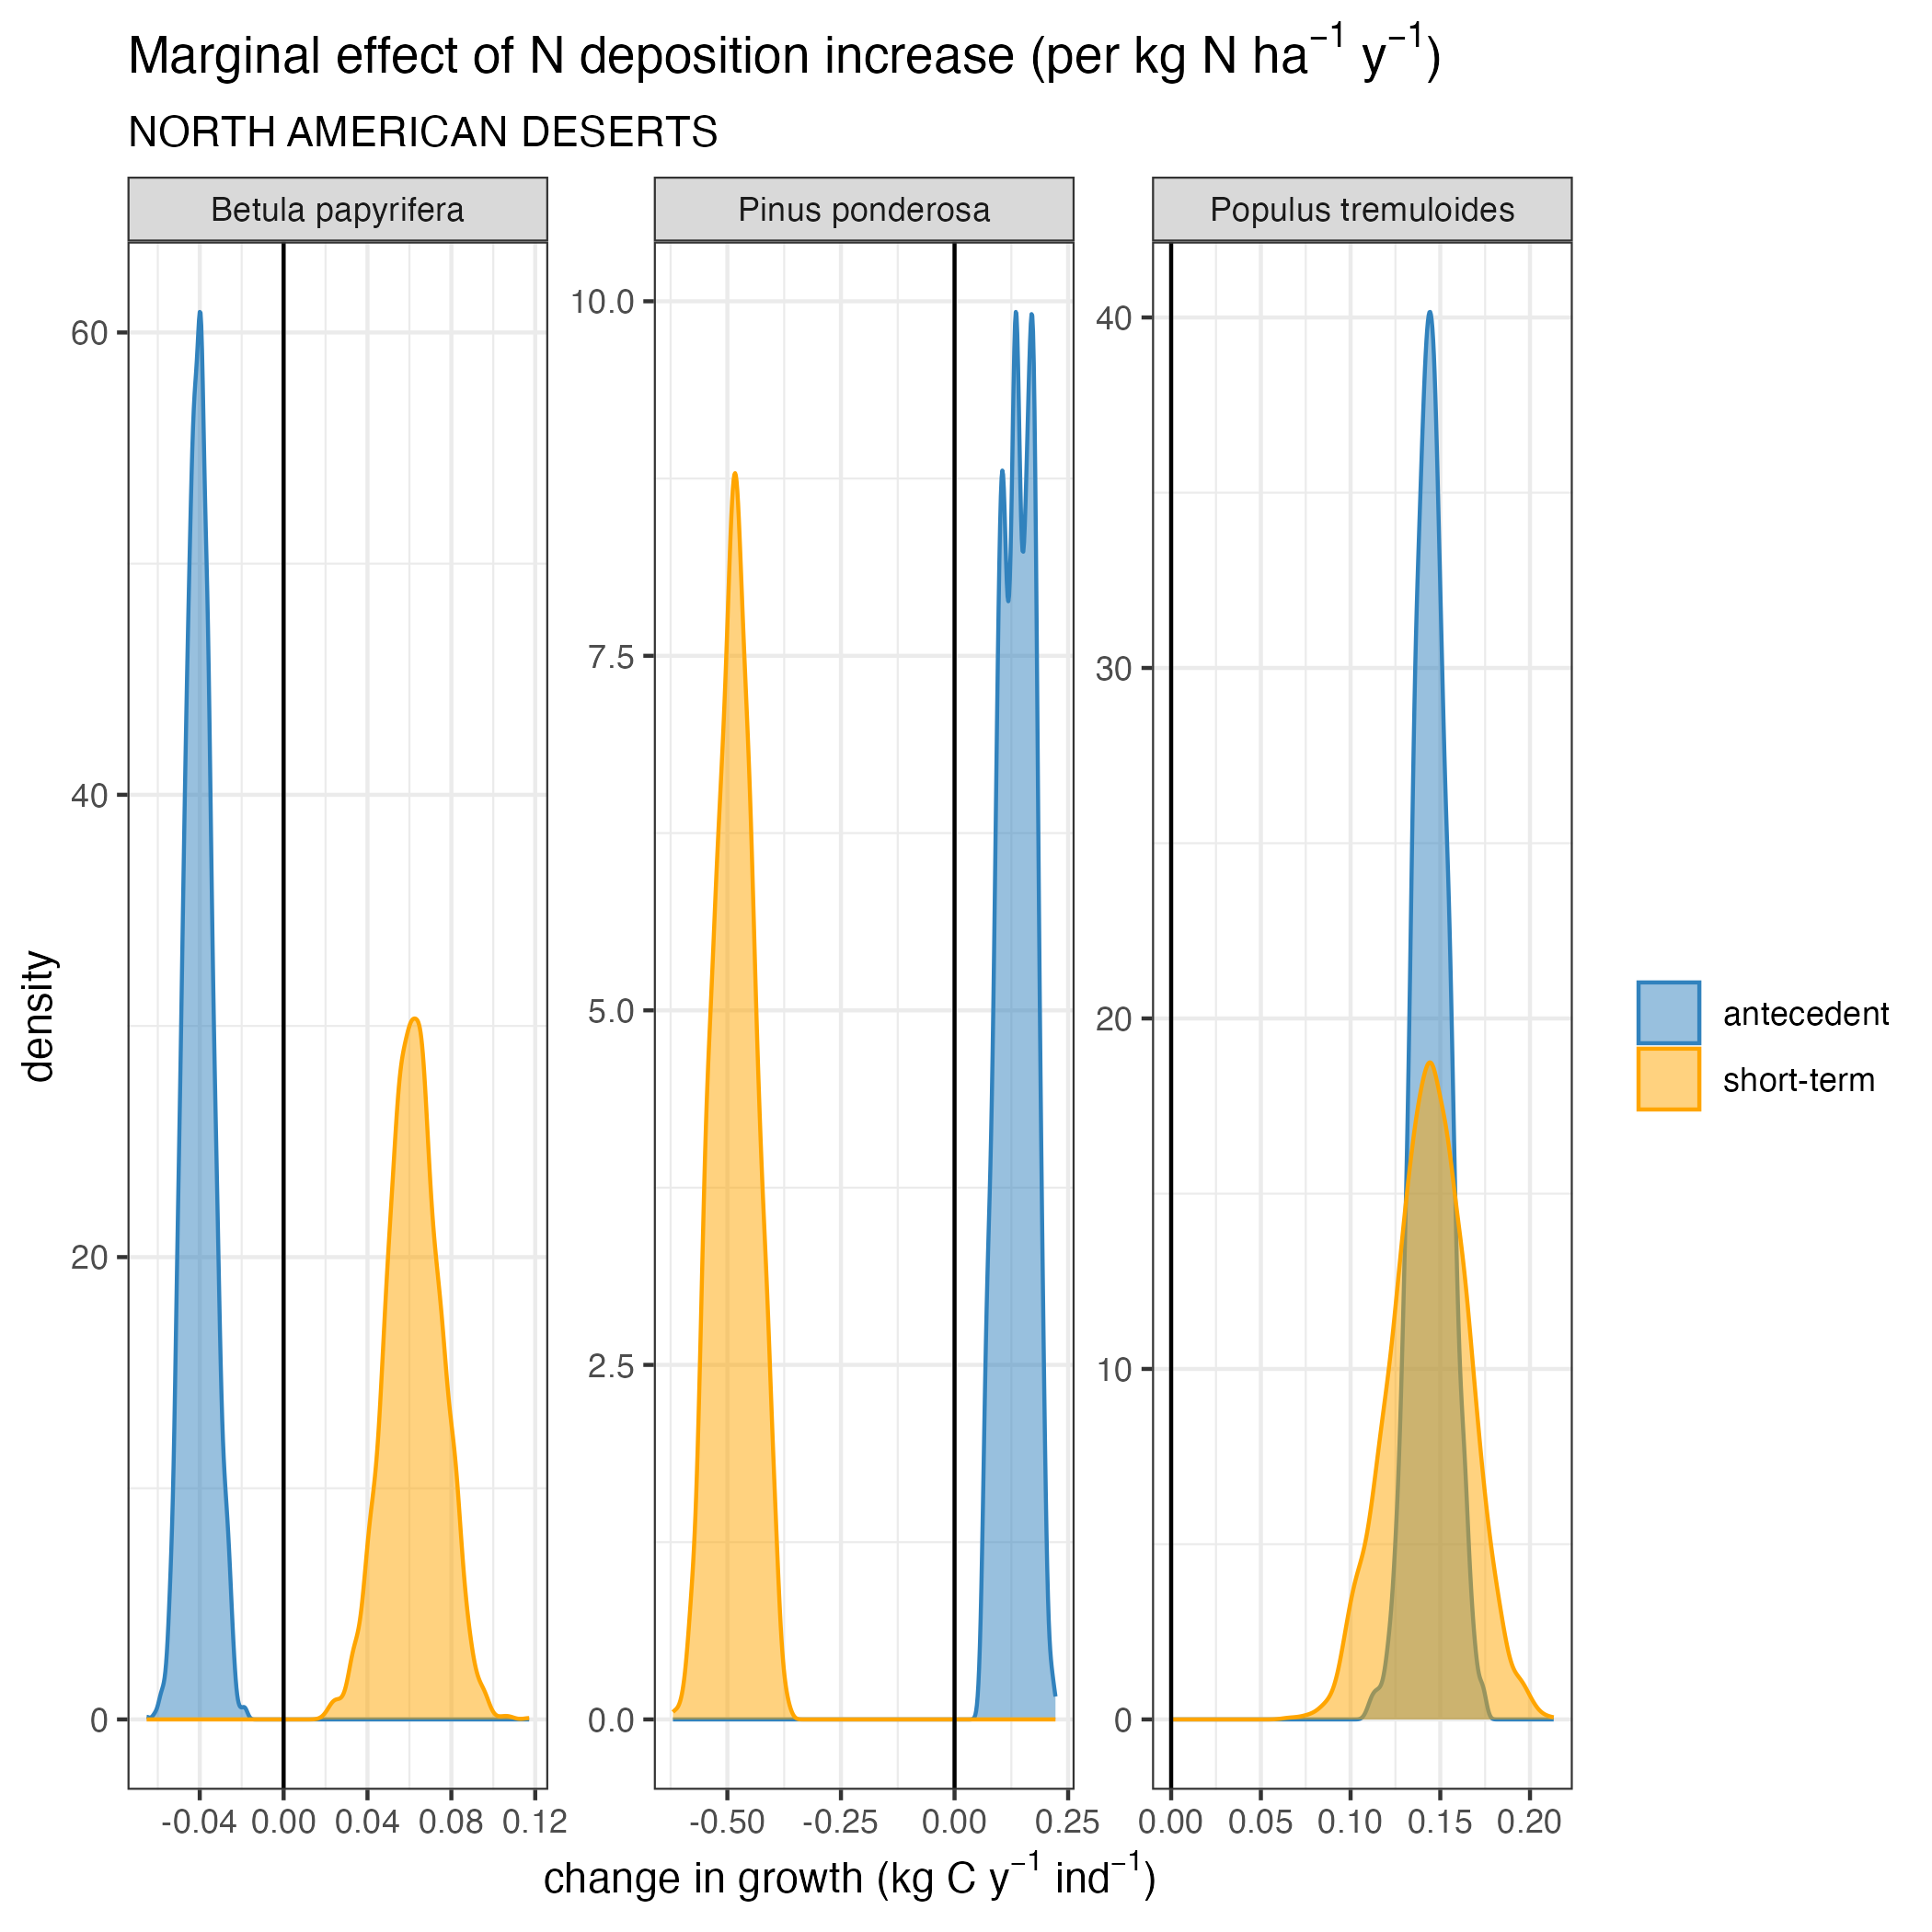 Marginal effect of N deposition increase (per kg N ha⁻¹ y⁻¹)
NORTH AMERICAN DESERTS
Betula papyrifera
Pinus ponderosa
Populus tremuloides
density
60
40
20
0
10.0
7.5
5.0
2.5
0.0
40
30
20
10
0
-0.04 0.00 0.04 0.08 0.12
-0.50 -0.25 0.00 0.25
0.00 0.05 0.10 0.15 0.20
change in growth (kg C y⁻¹ ind⁻¹)
antecedent
short-term